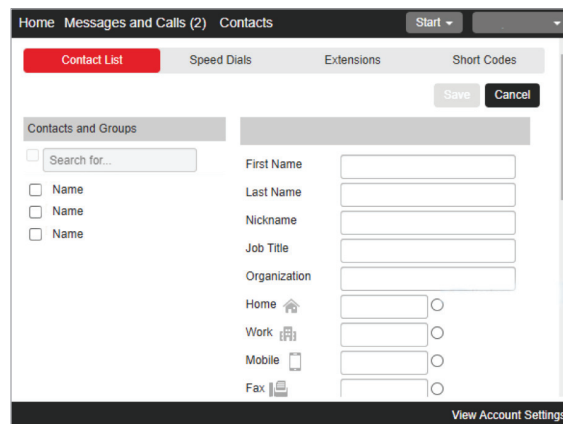 Home Messages and Calls (2) Contacts Start
Contact List Speed Dials Extensions Short Codes
Save Cancel
Contacts and Groups
Search for...
Name
Name
Name
First Name
Last Name
Nickname
Job Title
Organization
Home
Work
Mobile
Fax
View Account Settings